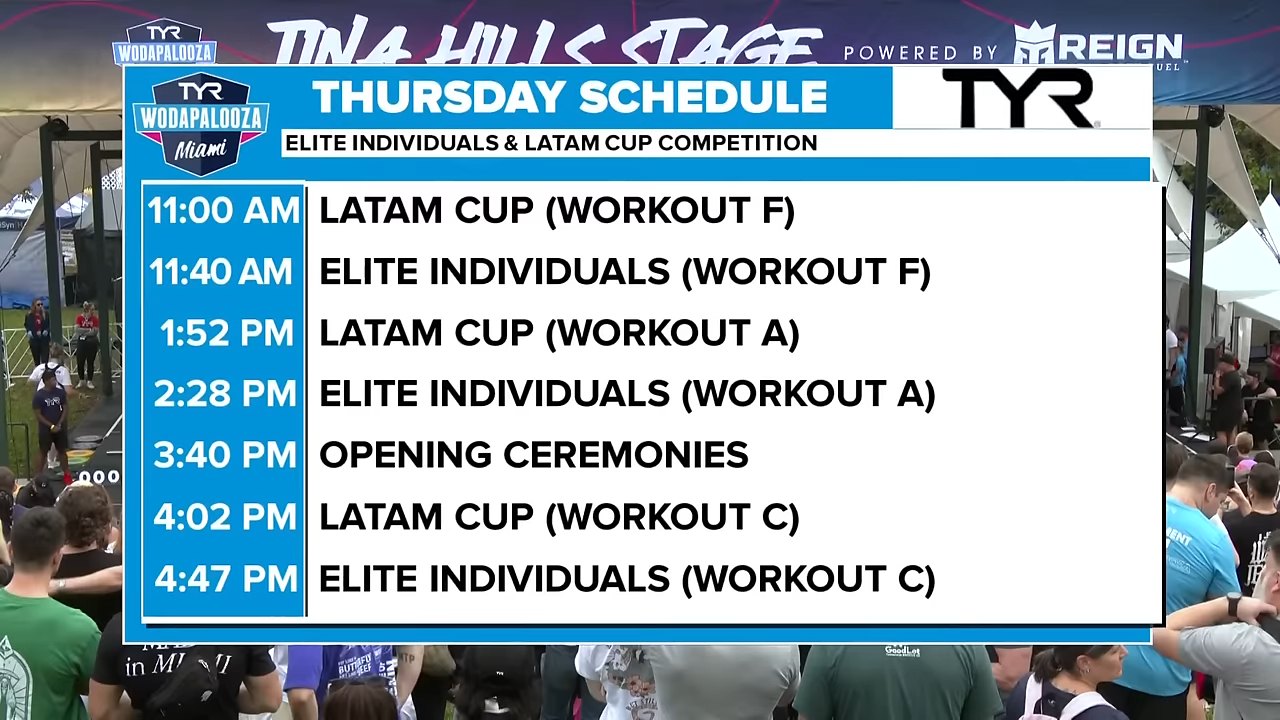 TYR
WODAPALOOZA
TINA HILLS STAGE
POWERED BY
REIGN
TYR
WODAPALOOZA
Miami
THURSDAY SCHEDULE
TYR
ELITE INDIVIDUALS & LATAM CUP COMPETITION
11:00 AM LATAM CUP (WORKOUT F)
11:40 AM ELITE INDIVIDUALS (WORKOUT F)
1:52 PM LATAM CUP (WORKOUT A)
2:28 PM ELITE INDIVIDUALS (WORKOUT A)
3:40 PM OPENING CEREMONIES
4:02 PM LATAM CUP (WORKOUT C)
4:47 PM ELITE INDIVIDUALS (WORKOUT C)
000
in
GoodLot